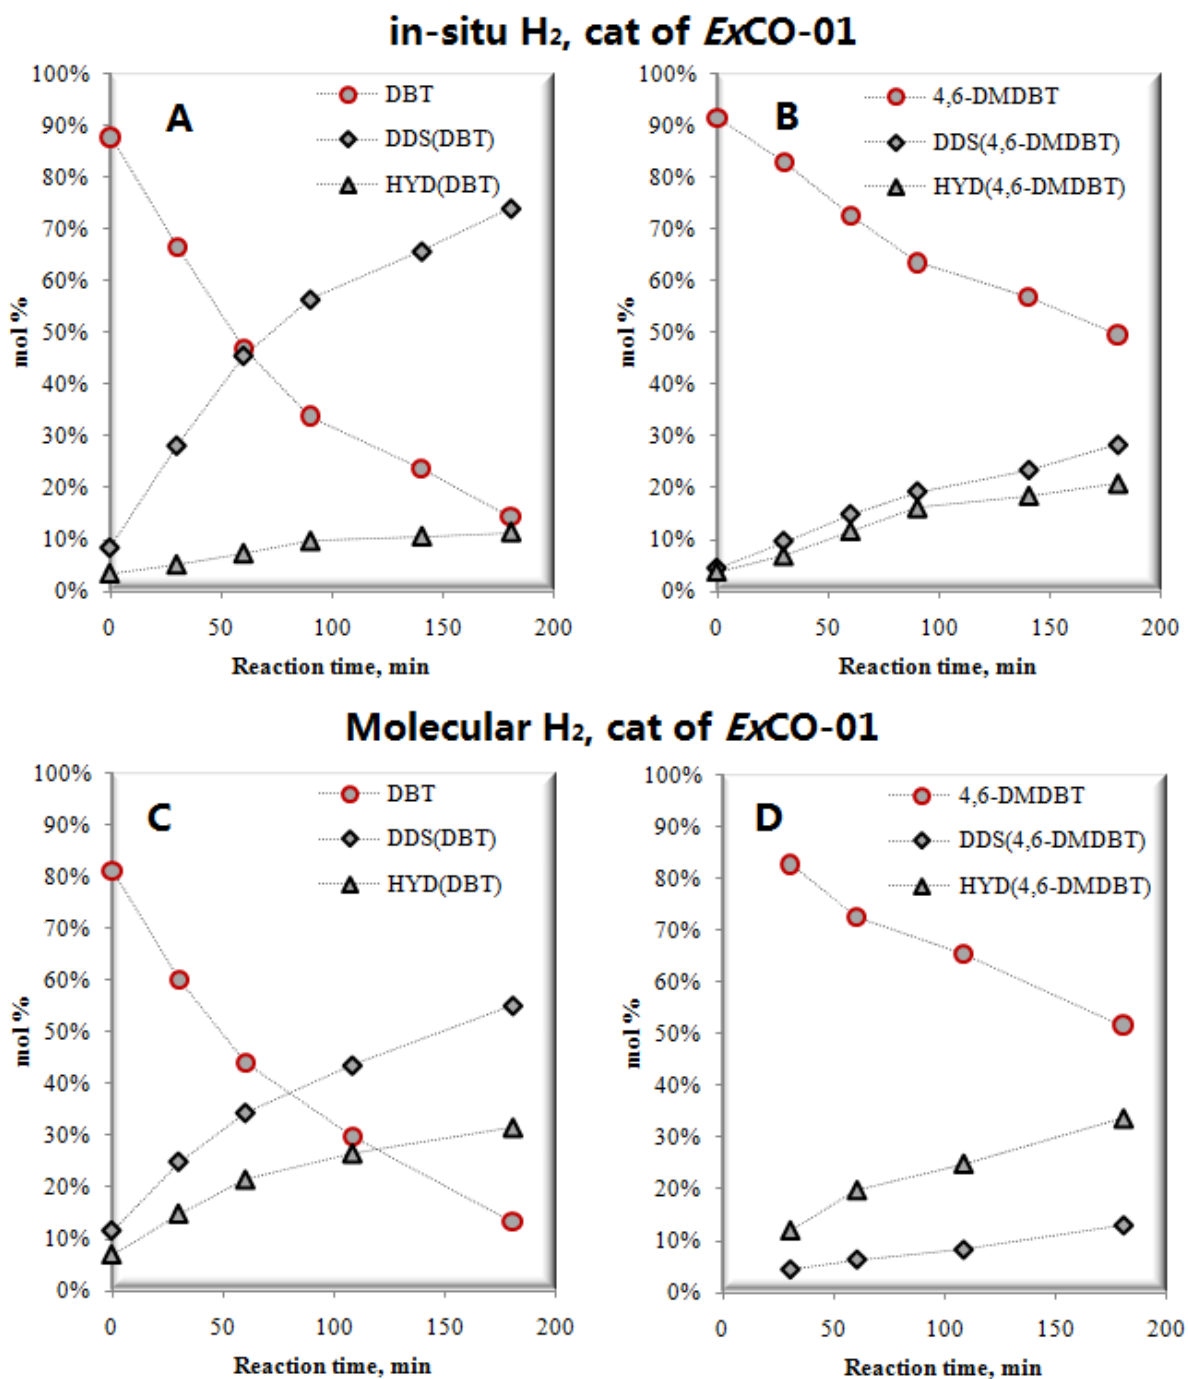 in-situ H₂, cat of ExCO-01
A
DBT
DDS(DBT)
HYD(DBT)
100%
90%
80%
70%
60%
50%
40%
30%
20%
10%
0%
mol %
0 50 100 150 200
Reaction time, min
B
4,6-DMDBT
DDS(4,6-DMDBT)
HYD(4,6-DMDBT)
100%
90%
80%
70%
60%
50%
40%
30%
20%
10%
0%
mol %
0 50 100 150 200
Reaction time, min
Molecular H₂, cat of ExCO-01
C
DBT
DDS(DBT)
HYD(DBT)
100%
90%
80%
70%
60%
50%
40%
30%
20%
10%
0%
mol %
0 50 100 150 200
Reaction time, min
D
4,6-DMDBT
DDS(4,6-DMDBT)
HYD(4,6-DMDBT)
100%
90%
80%
70%
60%
50%
40%
30%
20%
10%
0%
mol %
0 50 100 150 200
Reaction time, min